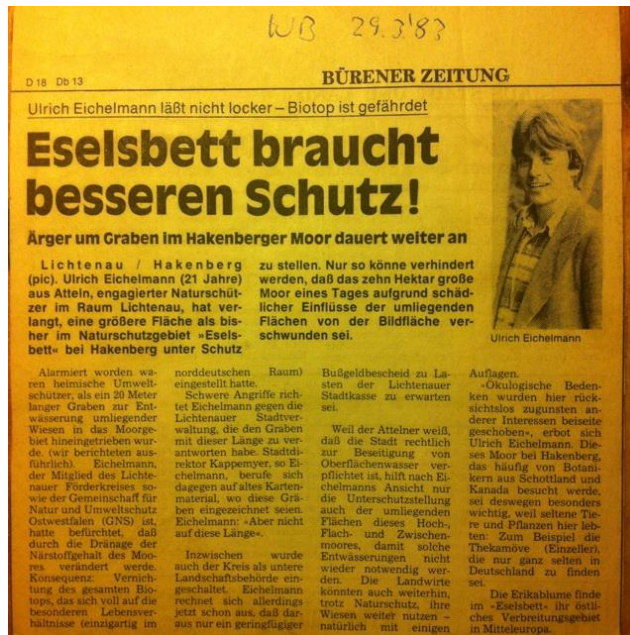 WB 29.3.83
D 18 Db 13
BÜRENER ZEITUNG
Ulrich Eichelmann läßt nicht locker – Biotop ist gefährdet
Eselsbett braucht
besseren Schutz!
Ärger um Graben im Hakenberger Moor dauert weiter an
Lichtenau / Hakenberg
(pic). Ulrich Eichelmann (21 Jahre)
aus Atteln, engagierter Naturschüt-
zer im Raum Lichtenau, hat ver-
langt, eine größere Fläche als bis-
her im Naturschutzgebiet »Esels-
bett« bei Hakenberg unter Schutz
zu stellen. Nur so könne verhindert
werden, daß das zehn Hektar große
Moor eines Tages aufgrund schäd-
licher Einflüsse der umliegenden
Flächen von der Bildfläche ver-
schwunden sei.
Ulrich Eichelmann
Alarmiert worden wa-
ren heimische Umwelt-
schützer, als ein 20 Meter
langer Graben zur Ent-
wässerung umliegender
Wiesen in das Moorge-
biet hineingetrieben wur-
de. (wir berichteten aus-
führlich). Eichelmann,
der Mitglied des Lichte-
nauer Förderkreises so-
wie der Gemeinschaft für
Natur und Umweltschutz
Ostwestfalen (GNS) ist,
hatte befürchtet, daß
durch die Dränage der
Närstoffgehalt des Moo-
res verändert werde.
Konsequenz: Vernich-
tung des gesamten Bio-
tops, das sich voll auf die
besonderen Lebensver-
hältnisse (einzigartig im
norddeutschen Raum)
eingestellt hatte.
Schwere Angriffe rich-
tet Eichelmann gegen die
Lichtenauer Stadtver-
waltung, die den Graben
mit dieser Länge zu ver-
antworten habe. Stadtdi-
rektor Kappemyer, so Ei-
chelmann, berufe sich
dagegen auf altes Karten-
material, wo diese Grä-
ben eingezeichnet seien.
Eichelmann: »Aber nicht
auf diese Länge«.
Inzwischen wurde
auch der Kreis als untere
Landschaftsbehörde ein-
geschaltet. Eichelmann
rechnet sich allerdings
jetzt schon aus, daß dar-
aus nur ein geringfügiger
Bußgeldbescheid zu La-
sten der Lichtenauer
Stadtkasse zu erwarten
sei.
Weil der Attelner weiß,
daß die Stadt rechtlich
zur Beseitigung von
Oberflächenwasser ver-
pflichtet ist, hilft nach Ei-
chelmanns Ansicht nur
die Unterschutzstellung
auch der umliegenden
Flächen dieses Hoch-,
Flach- und Zwischen-
moores, damit solche
Entwässerungen nicht
wieder notwendig wer-
den. Die Landwirte
könnten auch weiterhin,
trotz Naturschutz, ihre
Wiesen weiter nutzen –
natürlich mit einigen
Auflagen.
»Ökulogische Beden-
ken wurden hier rück-
sichtslos zugunsten an-
derer Interessen beiseite
geschoben«, erbot sich
Ulrich Eichelmann. Die-
ses Moor bei Hakenberg,
das häufig von Botani-
kern aus Schottland und
Kanada besucht werde,
sei deswegen besonders
wichtig, weil seltene Tie-
re und Pflanzen hier leb-
ten: Zum Beispiel die
Thekamöve (Einzeller),
die nur ganz selten in
Deutschland zu finden
sei.
Die Erikablume finde
im »Eselsbett« ihr östli-
ches Verbreitungsgebiet
in Mitteleuropa.